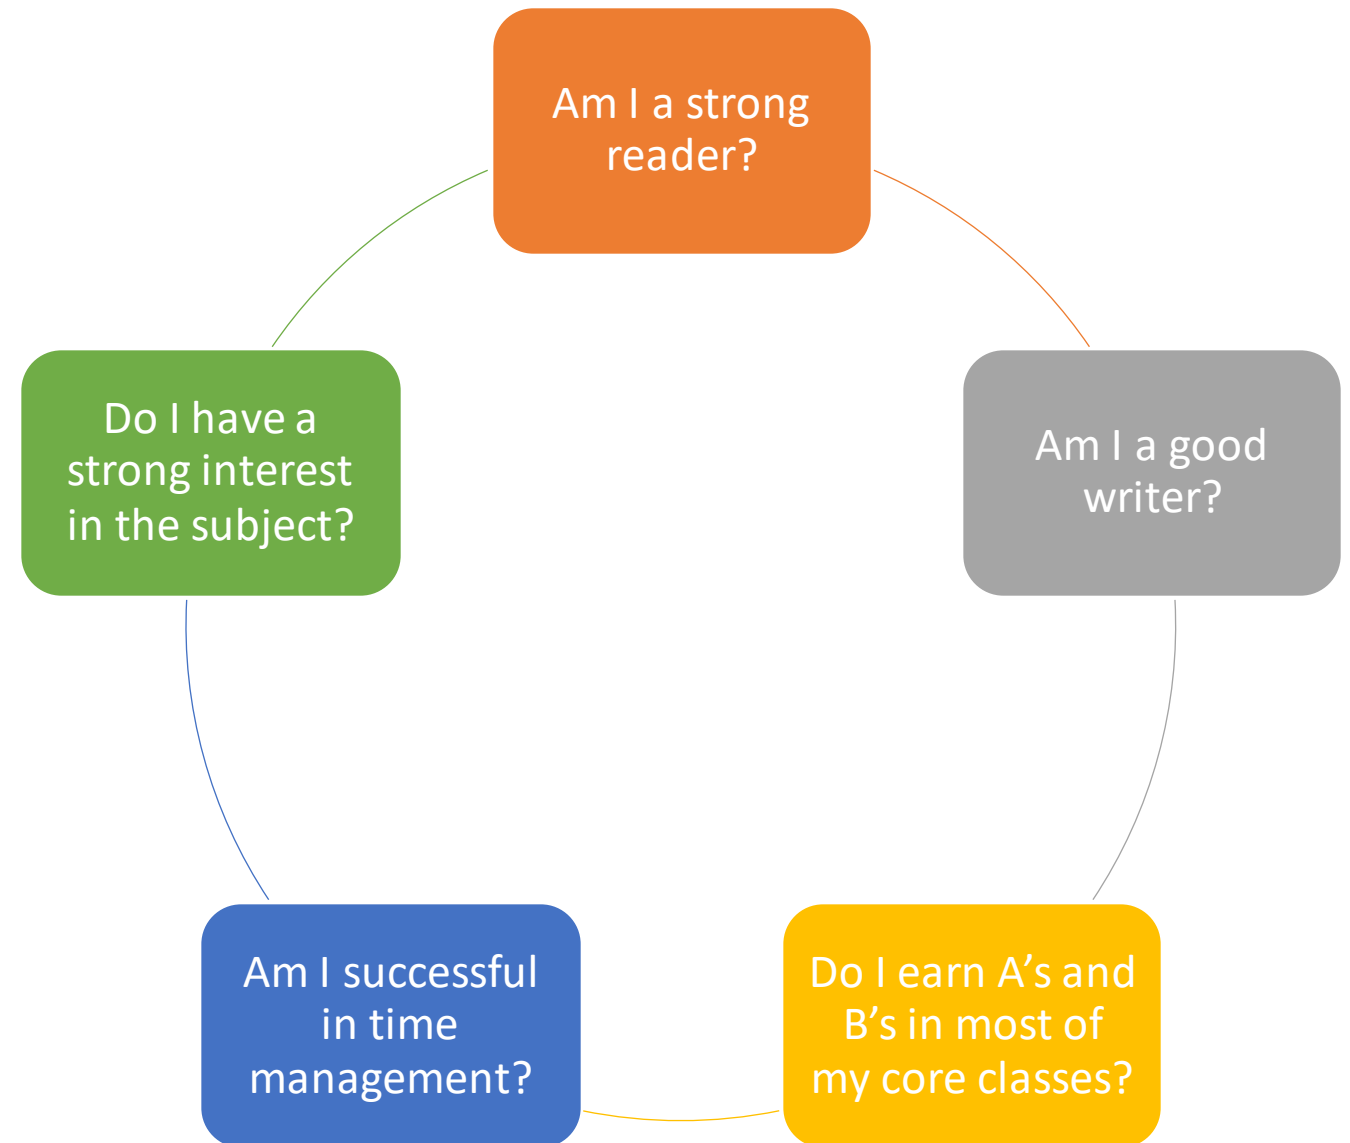 Am I a strong
reader?
Am I a good
writer?
Do I earn A’s and
B’s in most of
my core classes?
Am I successful
in time
management?
Do I have a
strong interest
in the subject?